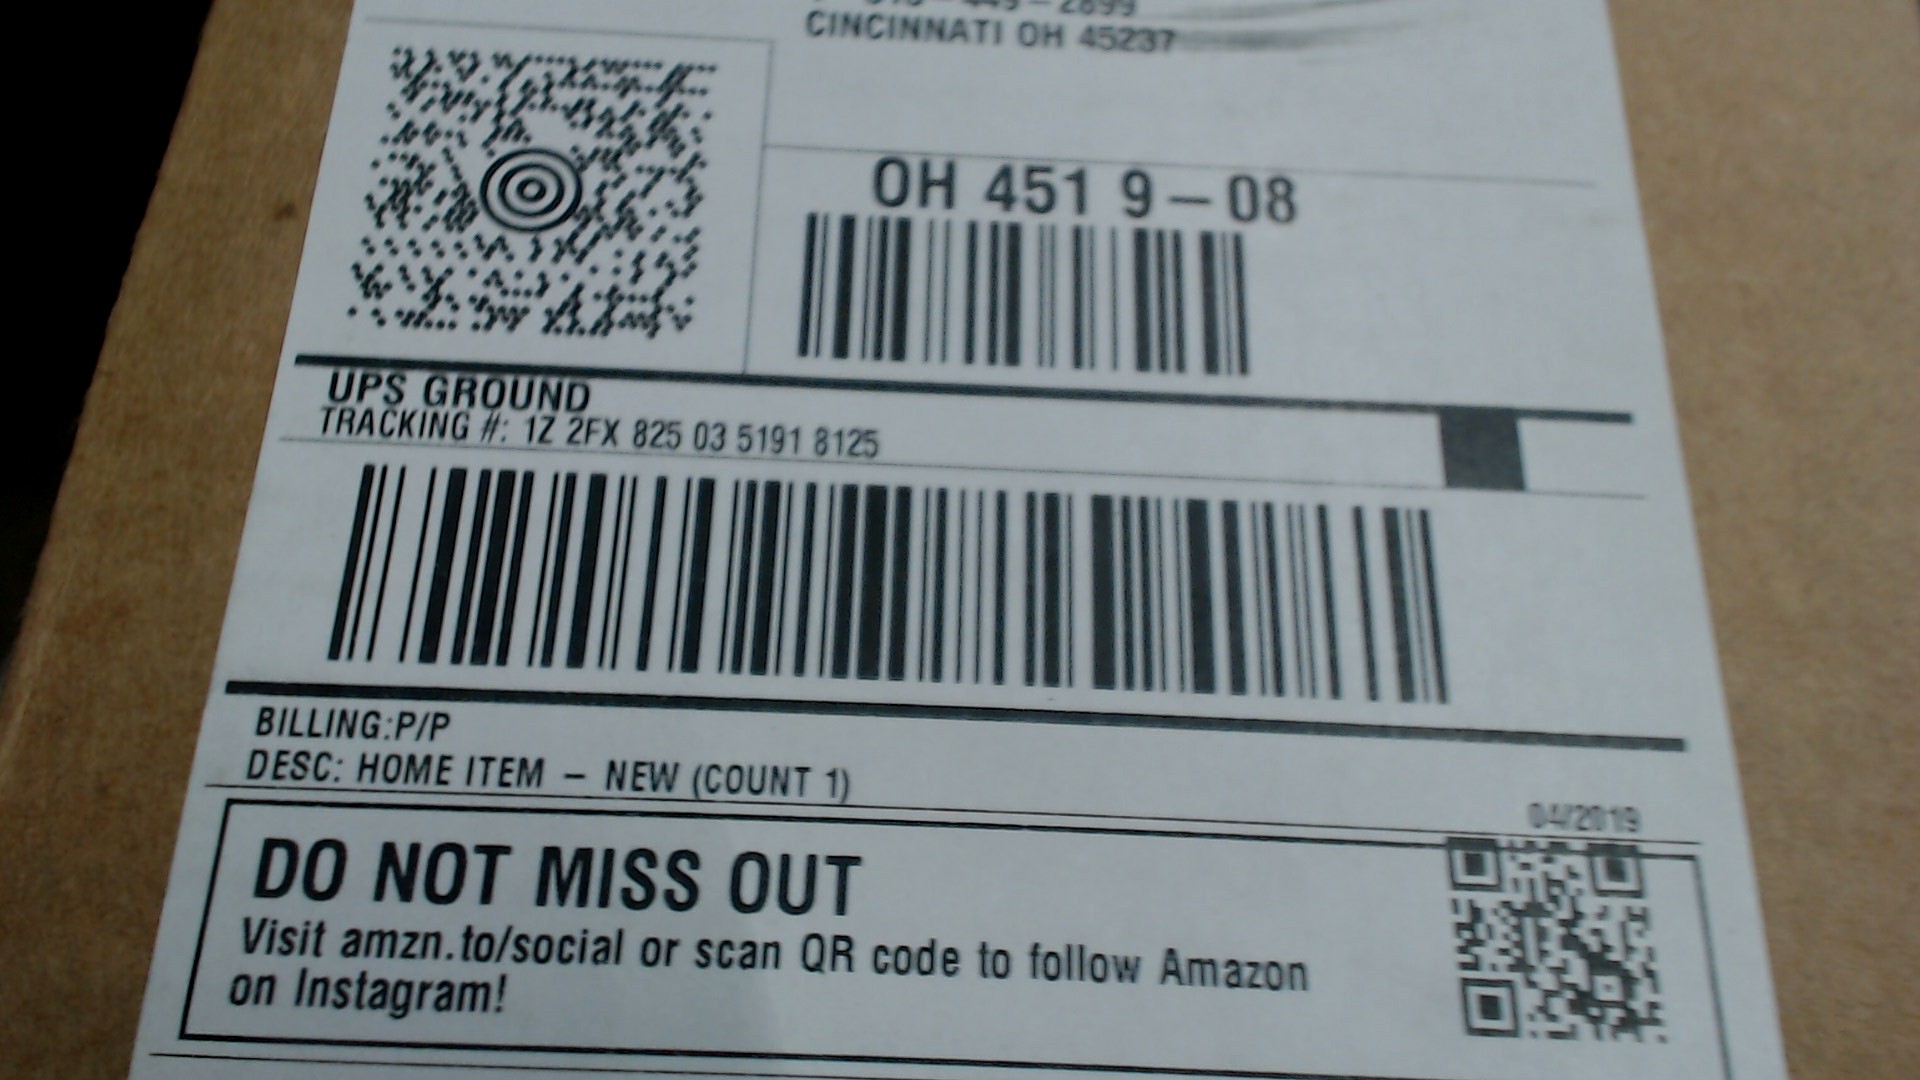 CINCINNATI OH 45237
OH 451 9-08
UPS GROUND
TRACKING #: 1Z 2FX 825 03 5191 8125
BILLING:P/P
DESC: HOME ITEM - NEW (COUNT 1)
04/2019
DO NOT MISS OUT
Visit amzn.to/social or scan QR code to follow Amazon
on Instagram!